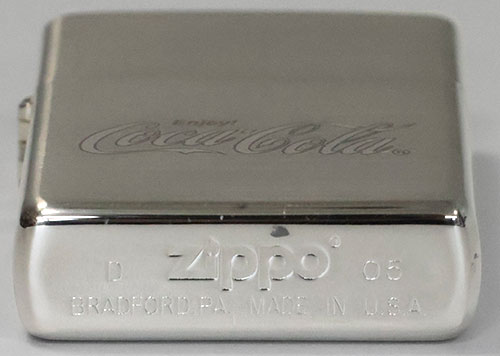 Enjoy!
Coca-Cola
D zippo 05
BRADFORD.PA. MADE IN U.S.A